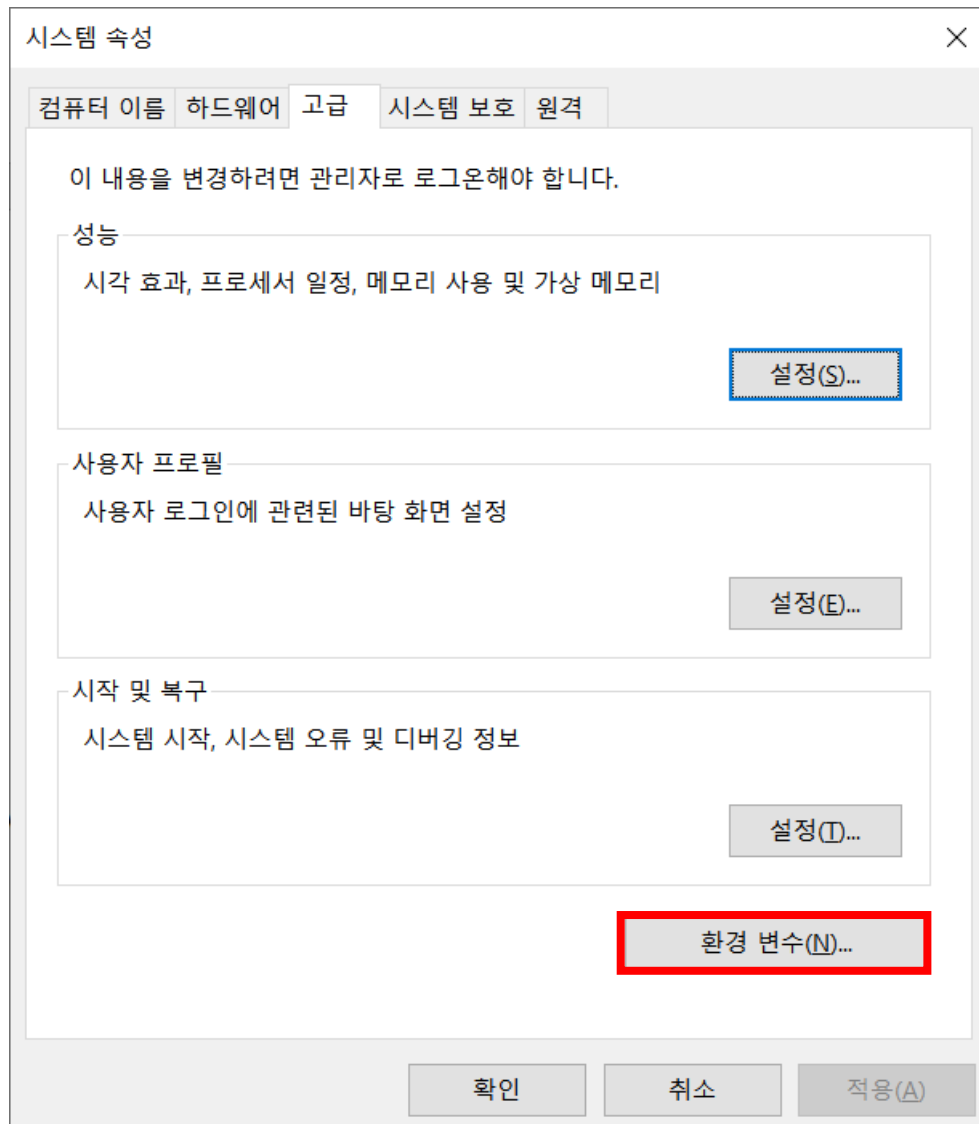 시스템 속성
컴퓨터 이름 하드웨어 고급 시스템 보호 원격
이 내용을 변경하려면 관리자로 로그온해야 합니다.
성능
시각 효과, 프로세서 일정, 메모리 사용 및 가상 메모리
설정(S)...
사용자 프로필
사용자 로그인에 관련된 바탕 화면 설정
설정(E)...
시작 및 복구
시스템 시작, 시스템 오류 및 디버깅 정보
설정(T)...
환경 변수(N)...
확인 취소 적용(A)